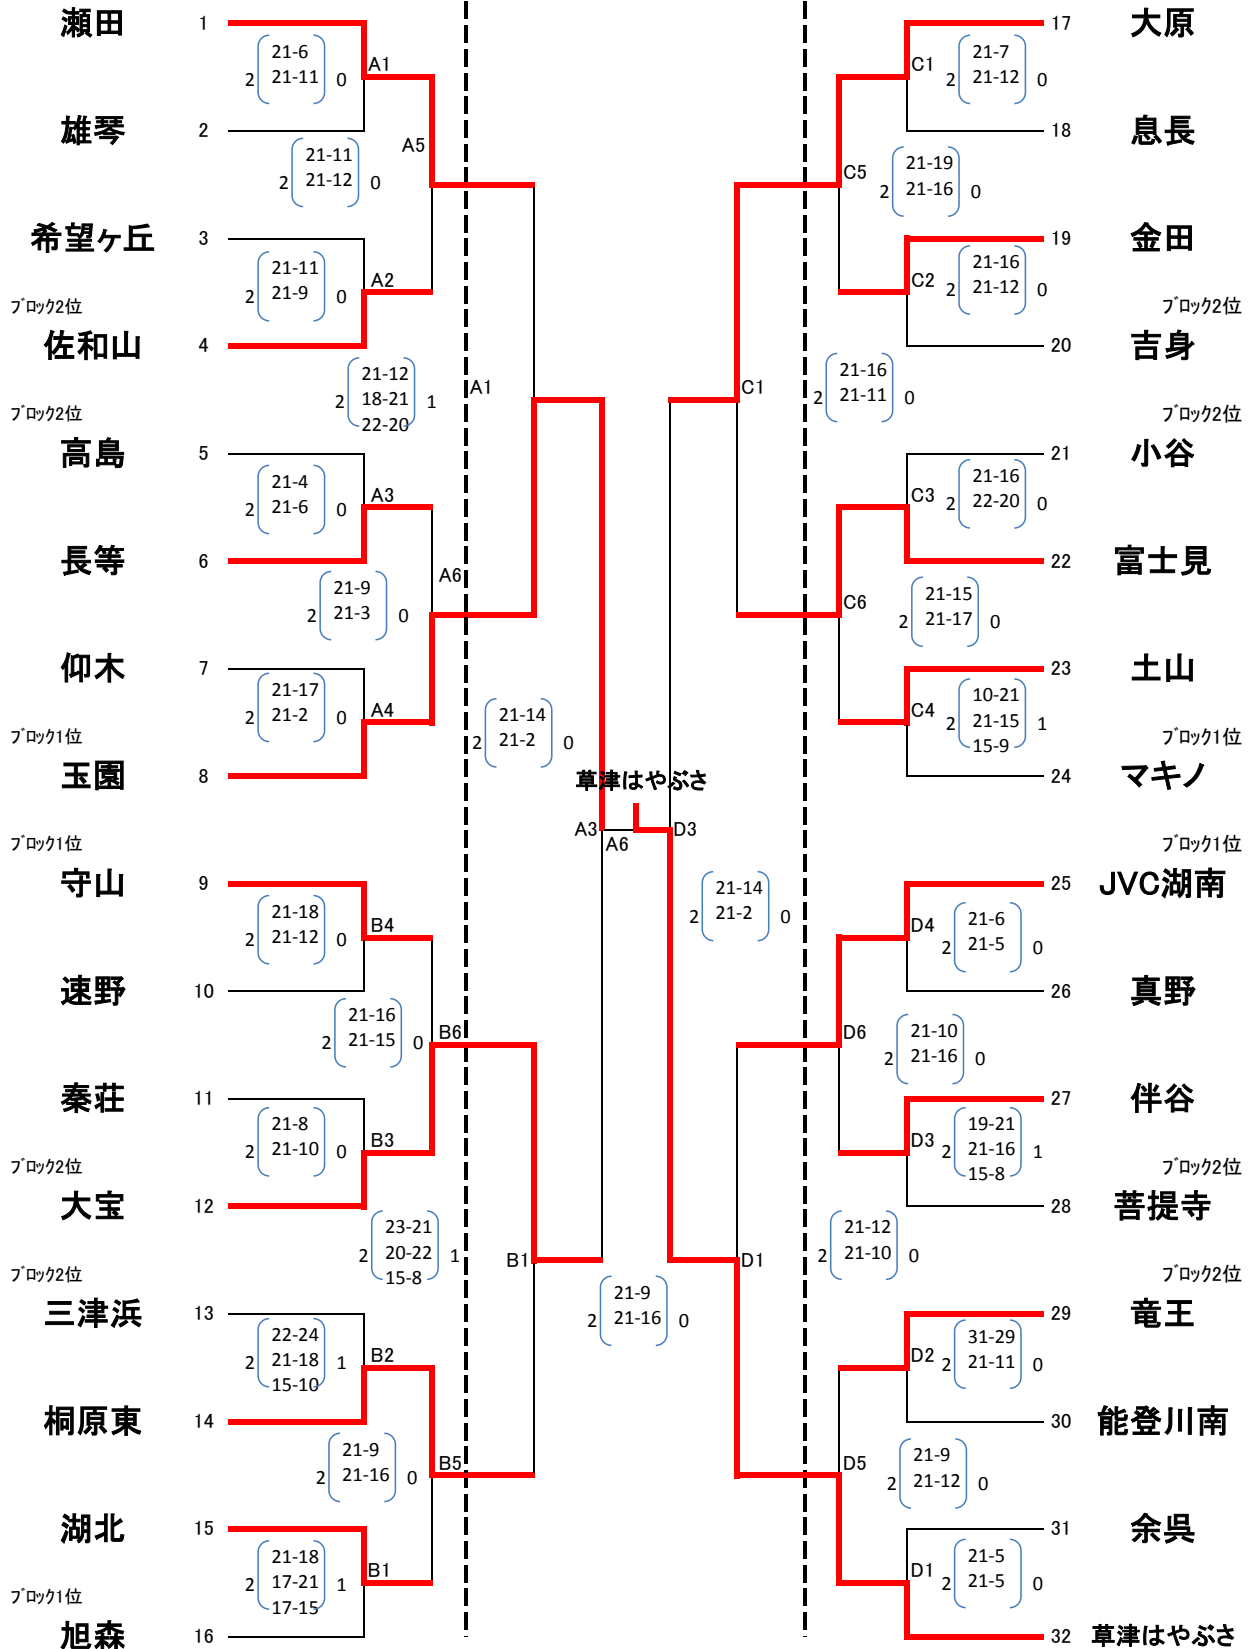 瀬田 1
21-6
2 21-11 0
A1
雄琴 2
21-11
2 21-12 0
A5
希望ヶ丘 3
21-11
2 21-9 0
A2
ブロック2位
佐和山 4
21-12
2 18-21 1
22-20
A1
ブロック2位
高島 5
21-4
2 21-6 0
A3
長等 6
21-9
2 21-3 0
A6
仰木 7
21-17
2 21-2 0
A4
ブロック1位
玉園 8
21-14
2 21-2 0
草津はやぶさ
A3 A6 D3
ブロック1位
守山 9
21-18
2 21-12 0
B4
速野 10
21-16
2 21-15 0
B6
秦荘 11
21-8
2 21-10 0
B3
ブロック2位
大宝 12
23-21
2 20-22 1
15-8
B1
ブロック2位
三津浜 13
22-24
2 21-18 1
15-10
B2
桐原東 14
21-9
2 21-16 0
B5
湖北 15
21-18
2 17-21 1
17-15
B1
ブロック1位
旭森 16
21-9
2 21-16 0
17 大原
C1
21-7
2 21-12 0
18 息長
C5
21-19
2 21-16 0
19 金田
C2
21-16
2 21-12 0
ブロック2位
20 吉身
C1
21-16
2 21-11 0
ブロック2位
21 小谷
C3
21-16
2 22-20 0
22 富士見
C6
21-15
2 21-17 0
23 土山
C4
10-21
2 21-15 1
15-9
ブロック1位
24 マキノ
21-14
2 21-2 0
ブロック1位
25 JVC湖南
D4
21-6
2 21-5 0
26 真野
D6
21-10
2 21-16 0
27 伴谷
D3
19-21
2 21-16 1
15-8
ブロック2位
28 菩提寺
D1
21-12
2 21-10 0
ブロック2位
29 竜王
D2
31-29
2 21-11 0
30 能登川南
D5
21-9
2 21-12 0
31 余呉
D1
21-5
2 21-5 0
32 草津はやぶさ